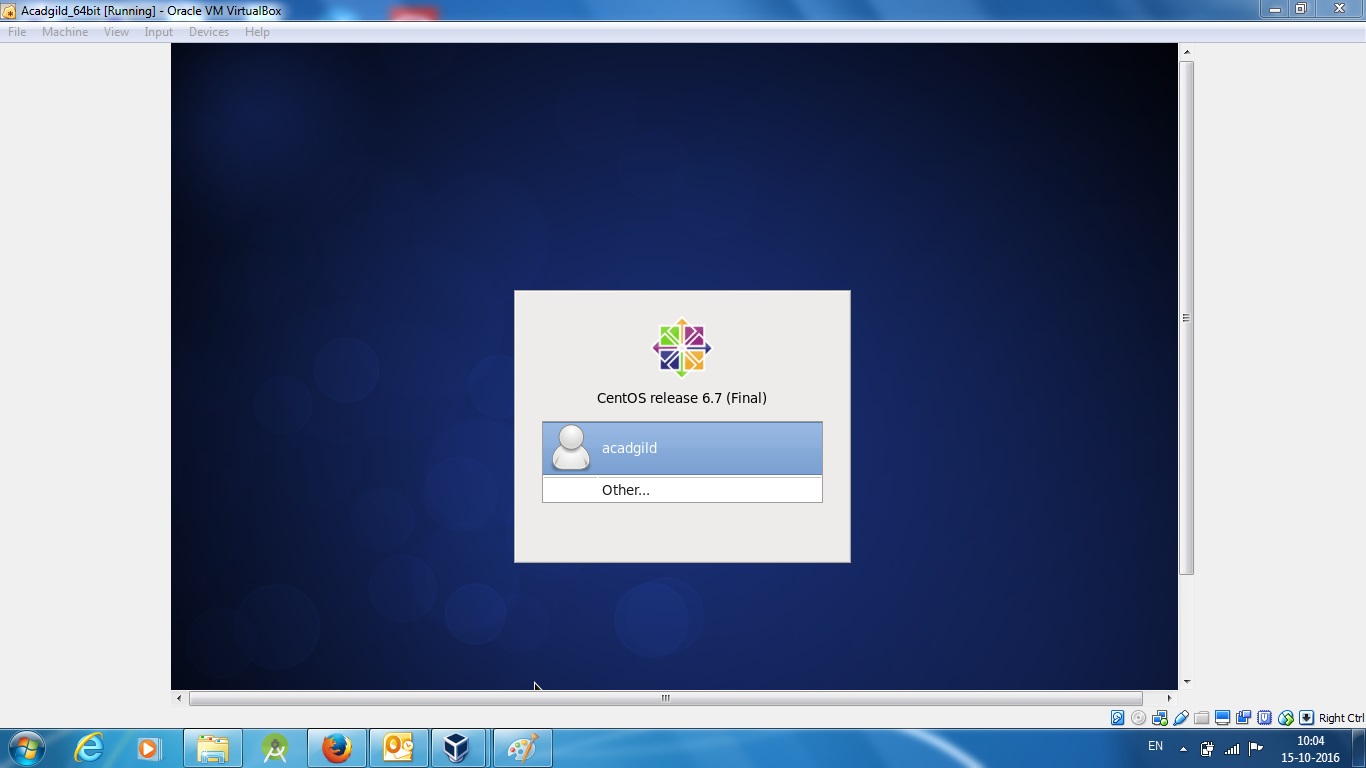 Acadgild_64bit [Running] - Oracle VM VirtualBox
File Machine View Input Devices Help
CentOS release 6.7 (Final)
acadgild
Other...
Right Ctrl
EN
10:04
15-10-2016